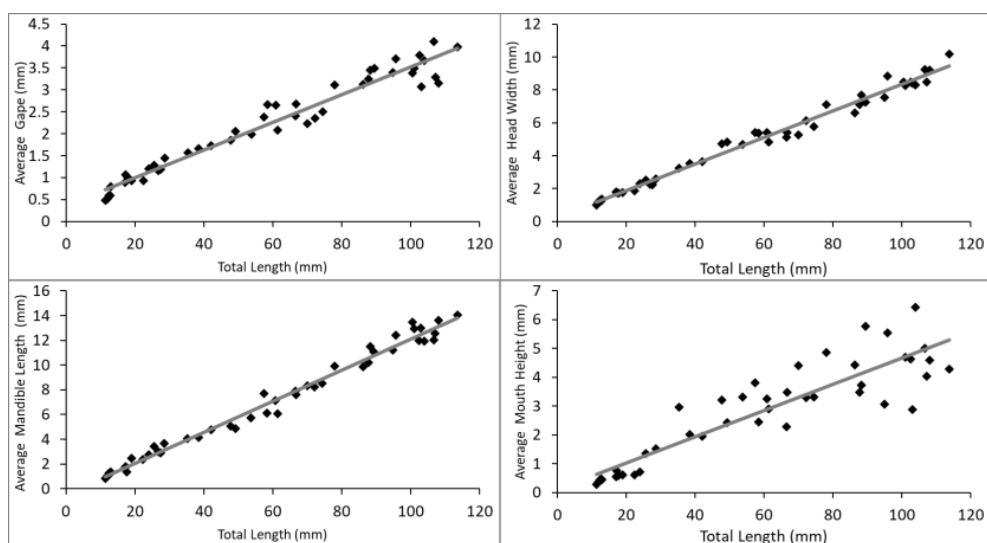 4.5
4
3.5
3
2.5
2
1.5
1
0.5
0
0 20 40 60 80 100 120
Average Gape (mm)
Total Length (mm)
12
10
8
6
4
2
0
0 20 40 60 80 100 120
Average Head Width (mm)
Total Length (mm)
16
14
12
10
8
6
4
2
0
0 20 40 60 80 100 120
Average Mandible Length (mm)
Total Length (mm)
7
6
5
4
3
2
1
0
0 20 40 60 80 100 120
Average Mouth Height (mm)
Total Length (mm)